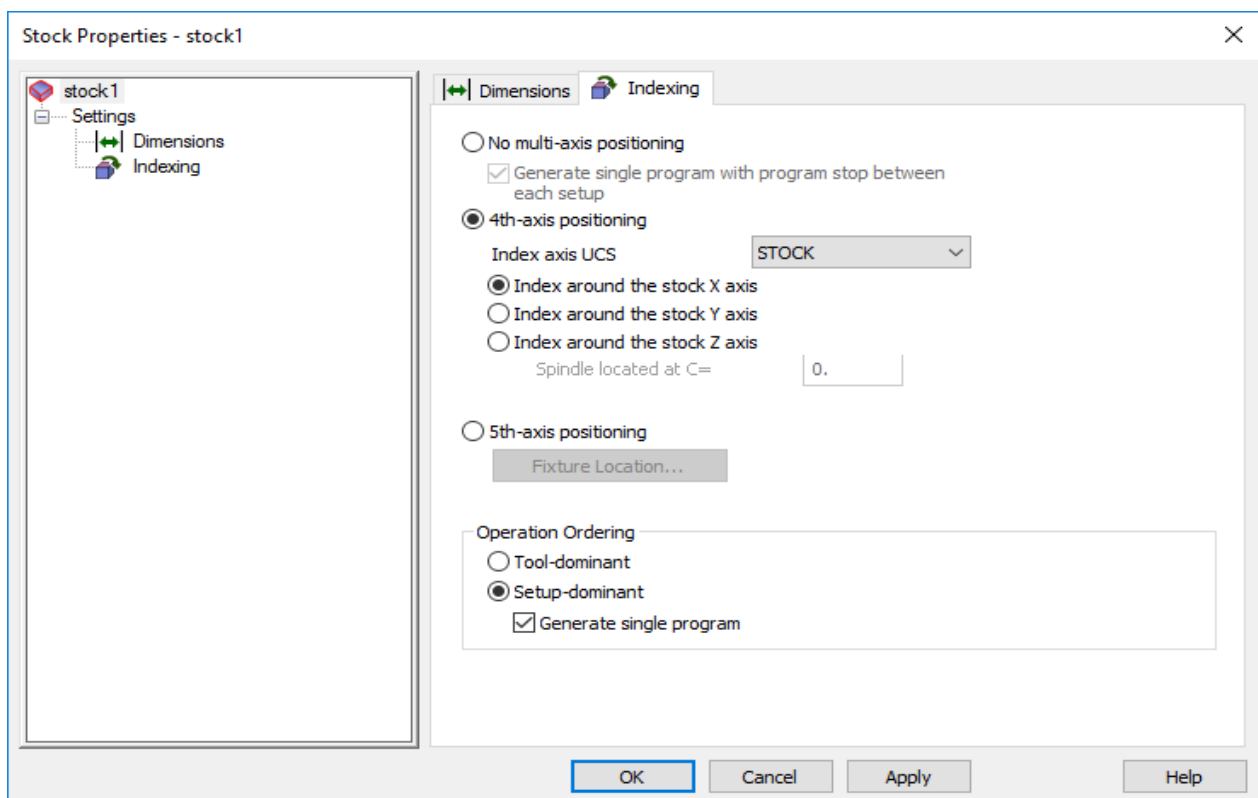 Stock Properties - stock1
stock1
Settings
Dimensions
Indexing
Dimensions
Indexing
No multi-axis positioning
Generate single program with program stop between
each setup
4th-axis positioning
Index axis UCS
STOCK
Index around the stock X axis
Index around the stock Y axis
Index around the stock Z axis
Spindle located at C=
0.
5th-axis positioning
Fixture Location...
Operation Ordering
Tool-dominant
Setup-dominant
Generate single program
OK
Cancel
Apply
Help